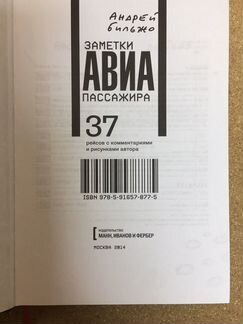 Андрей
бильжо
ЗАМЕТКИ
АВИА
ПАССАЖИРА
37
рейсов с комментариями
и рисунками автора
ISBN 978-5-91657-877-5
издательство
МАНН, ИВАНОВ И ФЕРБЕР
МОСКВА 2014